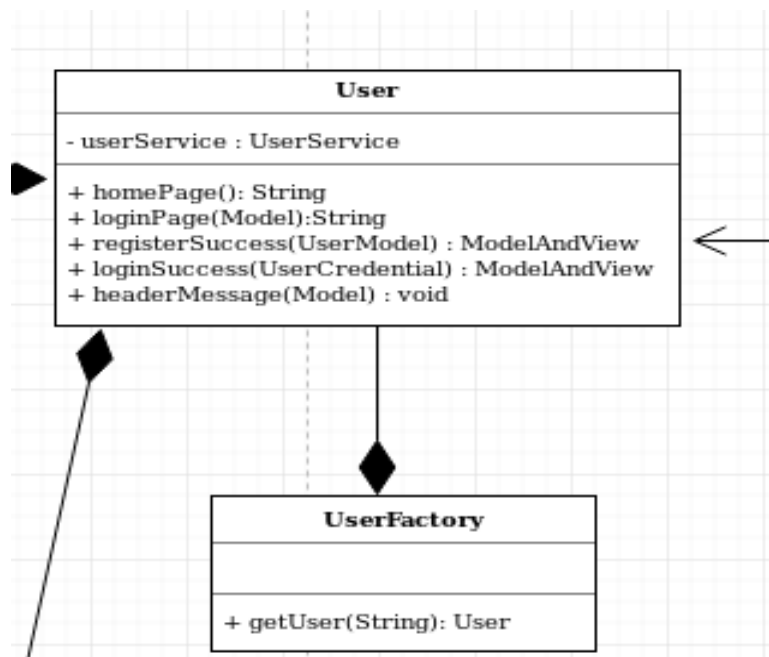 User
- userService : UserService
+ homePage(): String
+ loginPage(Model):String
+ registerSuccess(UserModel) : ModelAndView
+ loginSuccess(UserCredential) : ModelAndView
+ headerMessage(Model) : void
UserFactory
+ getUser(String): User